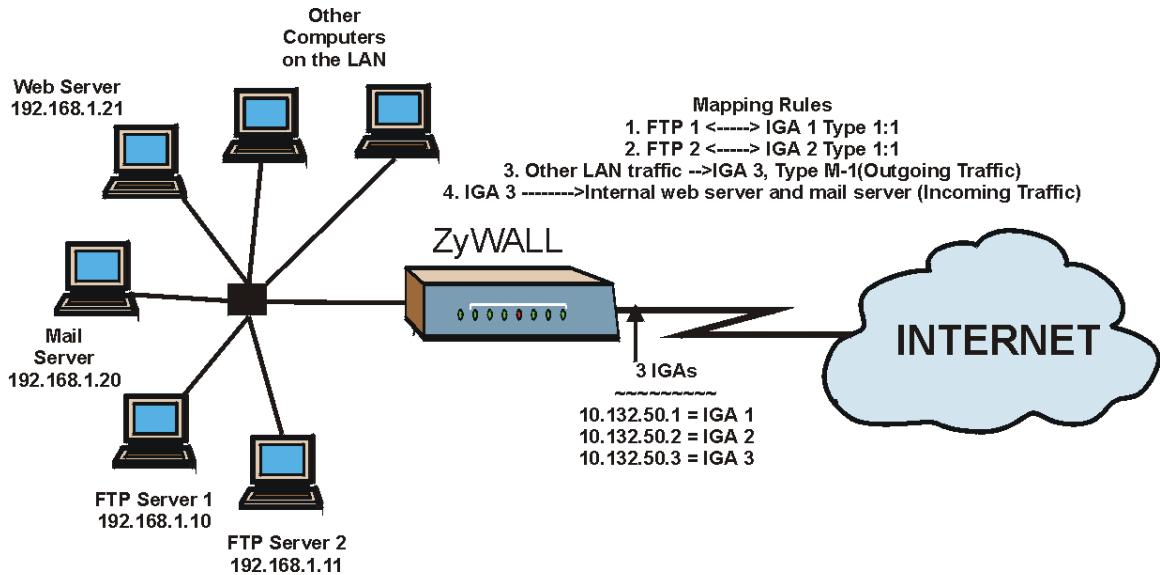 Other
Computers
on the LAN
Web Server
192.168.1.21
Mapping Rules
1. FTP 1 <-----> IGA 1 Type 1:1
2. FTP 2 <-----> IGA 2 Type 1:1
3. Other LAN traffic -->IGA 3, Type M-1(Outgoing Traffic)
4. IGA 3 -------->Internal web server and mail server (Incoming Traffic)
ZyWALL
Mail
Server
192.168.1.20
INTERNET
3 IGAs
~~~~~~~~~
10.132.50.1 = IGA 1
10.132.50.2 = IGA 2
10.132.50.3 = IGA 3
FTP Server 1
192.168.1.10
FTP Server 2
192.168.1.11